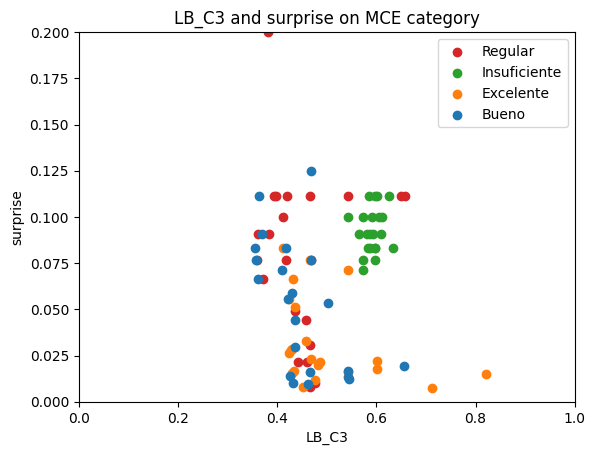 LB_C3 and surprise on MCE category
surprise
0.200
0.175
0.150
0.125
0.100
0.075
0.050
0.025
0.000
Regular
Insuficiente
Excelente
Bueno
0.0 0.2 0.4 0.6 0.8 1.0
LB_C3